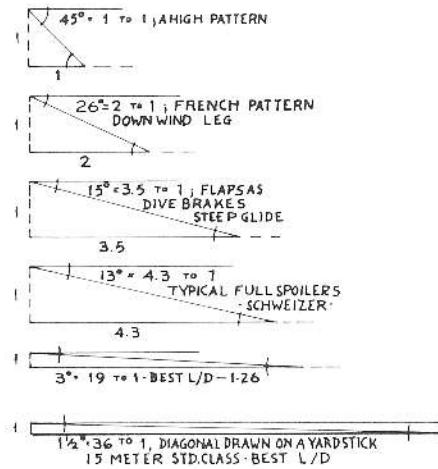 45° = 1 TO 1; A HIGH PATTERN
1
1
26° = 2 TO 1; FRENCH PATTERN
DOWN WIND LEG
1
2
15° = 3.5 TO 1; FLAPS AS
DIVE BRAKES
STEEP GLIDE
1
3.5
13° = 4.3 TO 1
TYPICAL FULL SPOILERS
- SCHWEIZER -
1
4.3
1
3° = 19 TO 1 - BEST L/D - 1-26
1
1½° = 36 TO 1, DIAGONAL DRAWN ON A YARDSTICK
15 METER STD. CLASS - BEST L/D